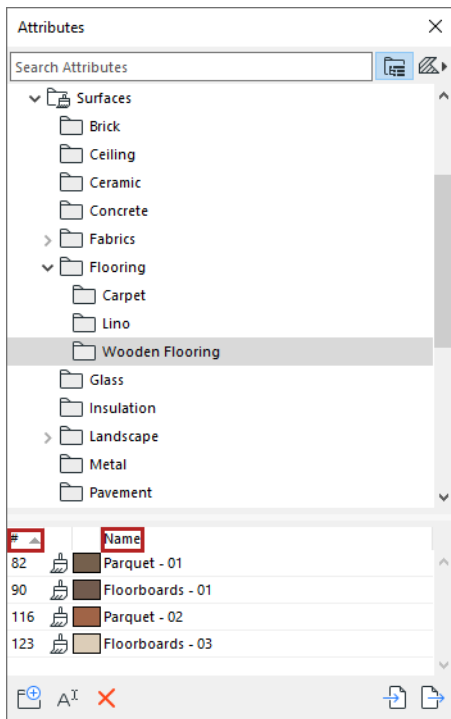 Attributes
Search Attributes
Surfaces
Brick
Ceiling
Ceramic
Concrete
Fabrics
Flooring
Carpet
Lino
Wooden Flooring
Glass
Insulation
Landscape
Metal
Pavement
# Name
82 Parquet - 01
90 Floorboards - 01
116 Parquet - 02
123 Floorboards - 03